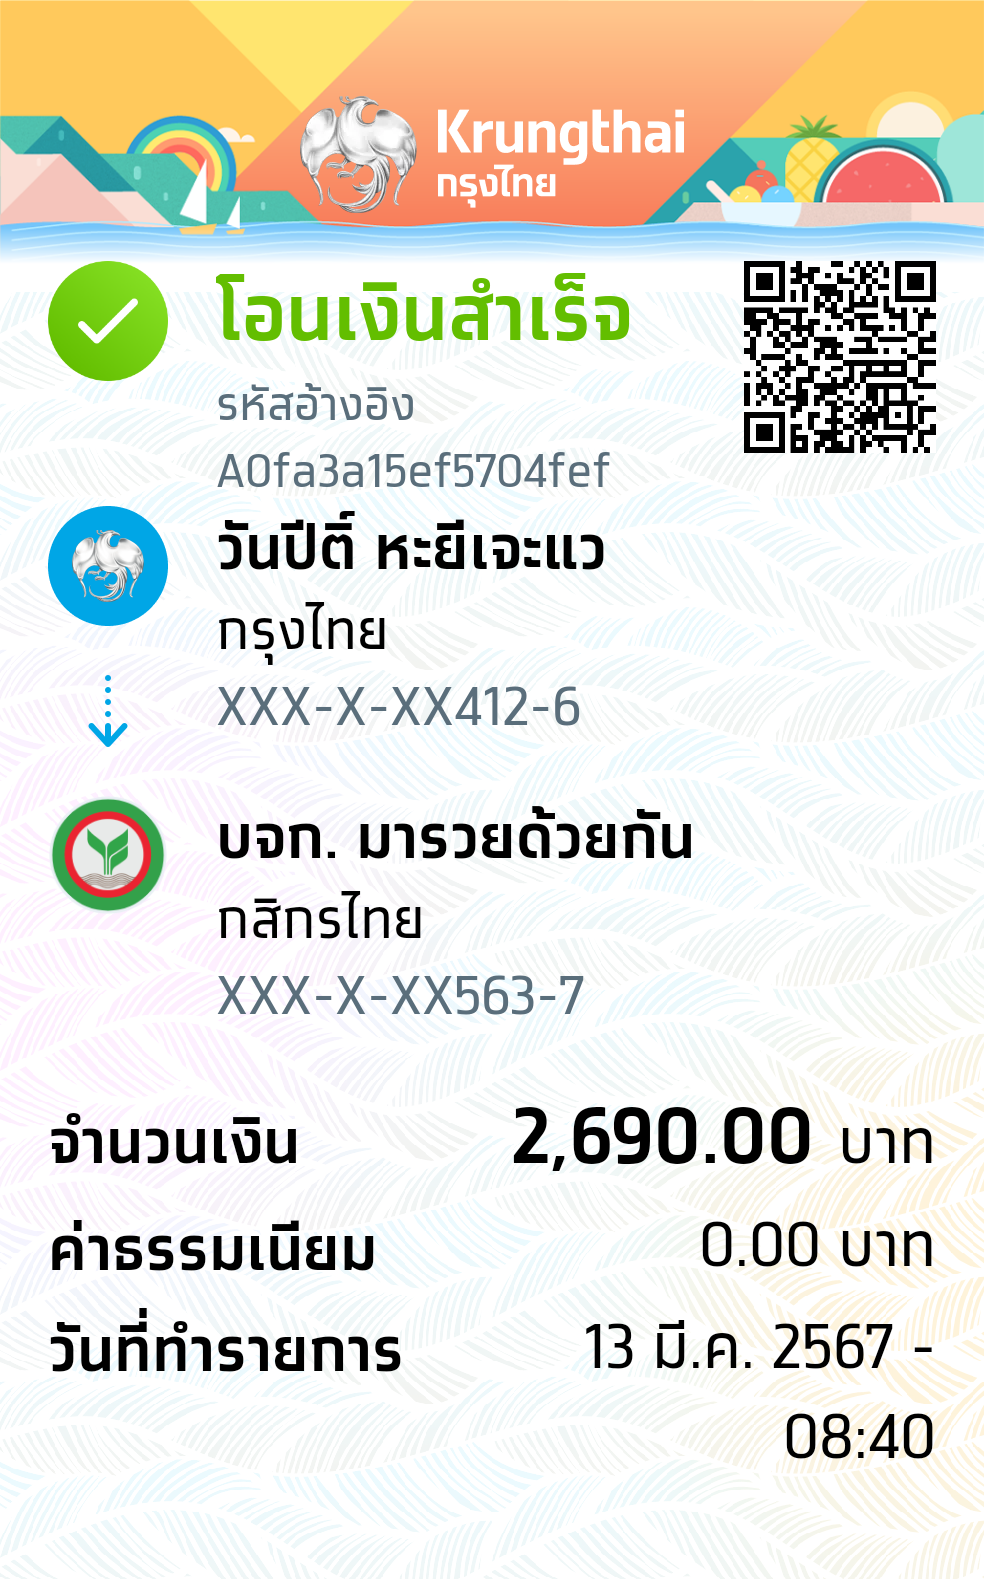 Krungthai
กรุงไทย
โอนเงินสำเร็จ
รหัสอ้างอิง
A0fa3a15ef5704fef
วันปีติ์ หะยีเจะแว
กรุงไทย
XXX-X-XX412-6
บจก. มารวยด้วยกัน
กสิกรไทย
XXX-X-XX563-7
จำนวนเงิน 2,690.00 บาท
ค่าธรรมเนียม 0.00 บาท
วันที่ทำรายการ 13 มี.ค. 2567 -
08:40